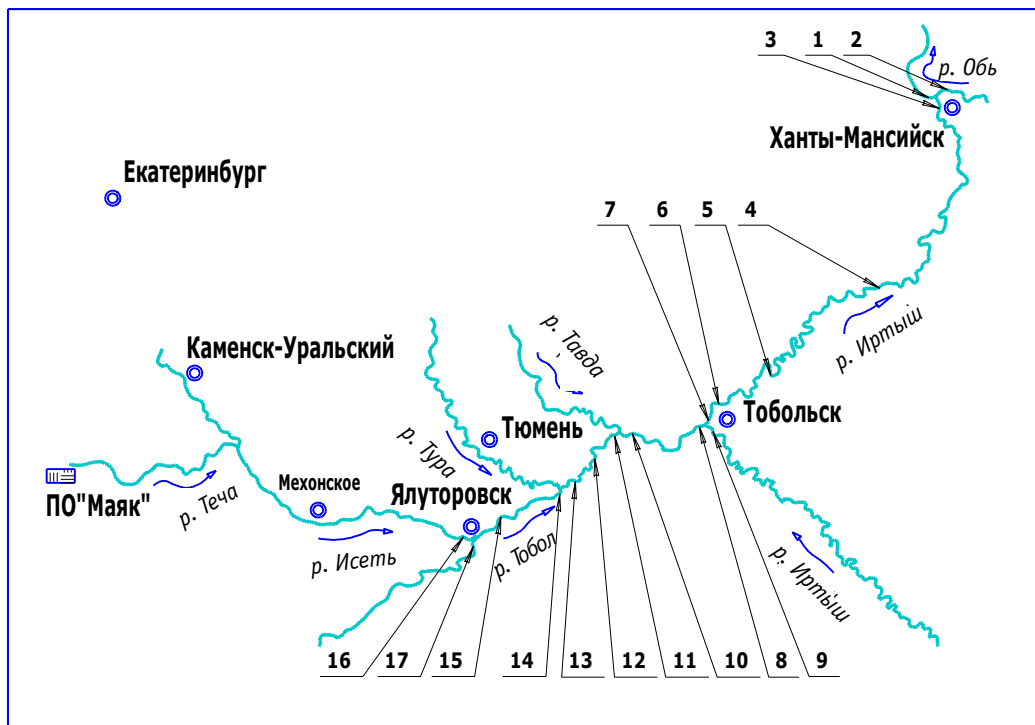 3 1 2
р. Обь
Ханты-Мансийск
Екатеринбург
7 6 5 4
р. Тавда
р. Иртыш
Каменск-Уральский
Тобольск
Тюмень
р. Тура
Мехонское
Ялуторовск
ПО"Маяк"
р. Теча
р. Исеть
р. Тобол
р. Иртыш
16 17 15 14 13 12 11 10 8 9